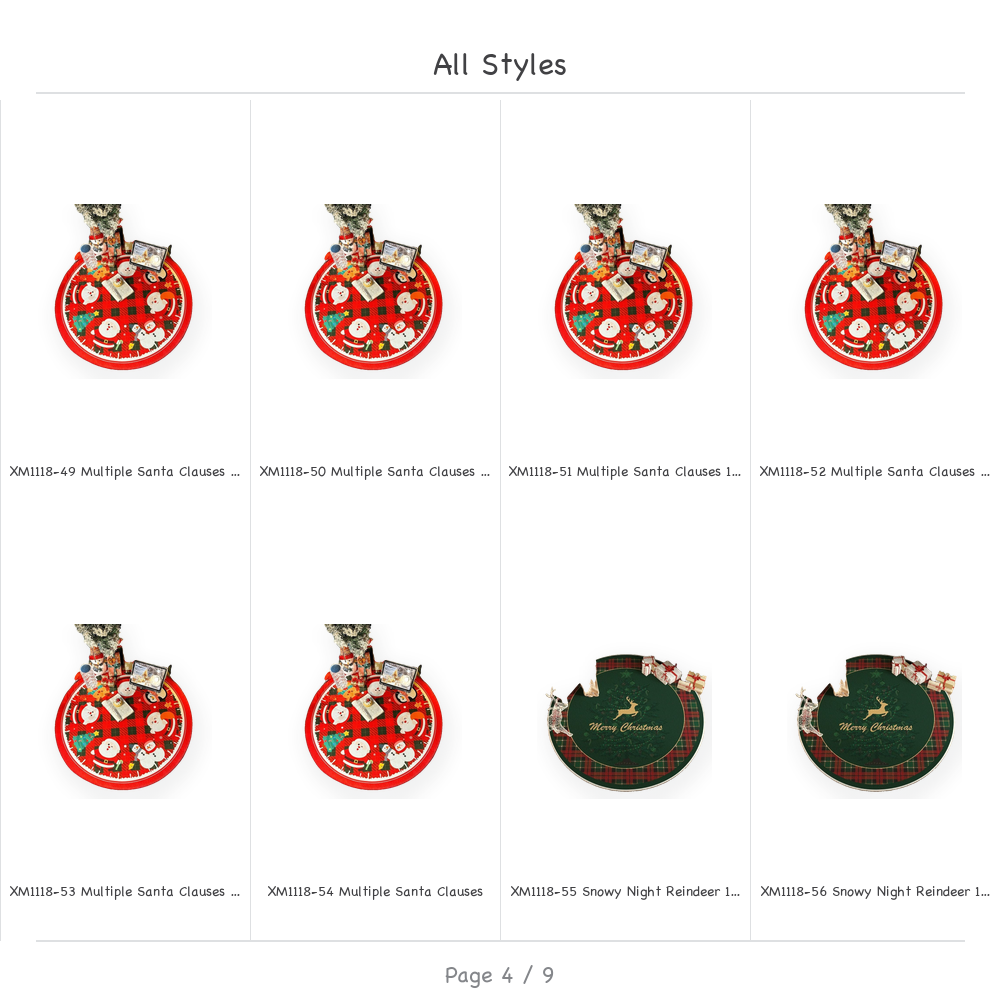 All Styles
XM1118-49 Multiple Santa Clauses ...
XM1118-50 Multiple Santa Clauses ...
XM1118-51 Multiple Santa Clauses 1...
XM1118-52 Multiple Santa Clauses ...
Merry Christmas
Merry Christmas
XM1118-53 Multiple Santa Clauses ...
XM1118-54 Multiple Santa Clauses
XM1118-55 Snowy Night Reindeer 1...
XM1118-56 Snowy Night Reindeer 1...
Page 4 / 9